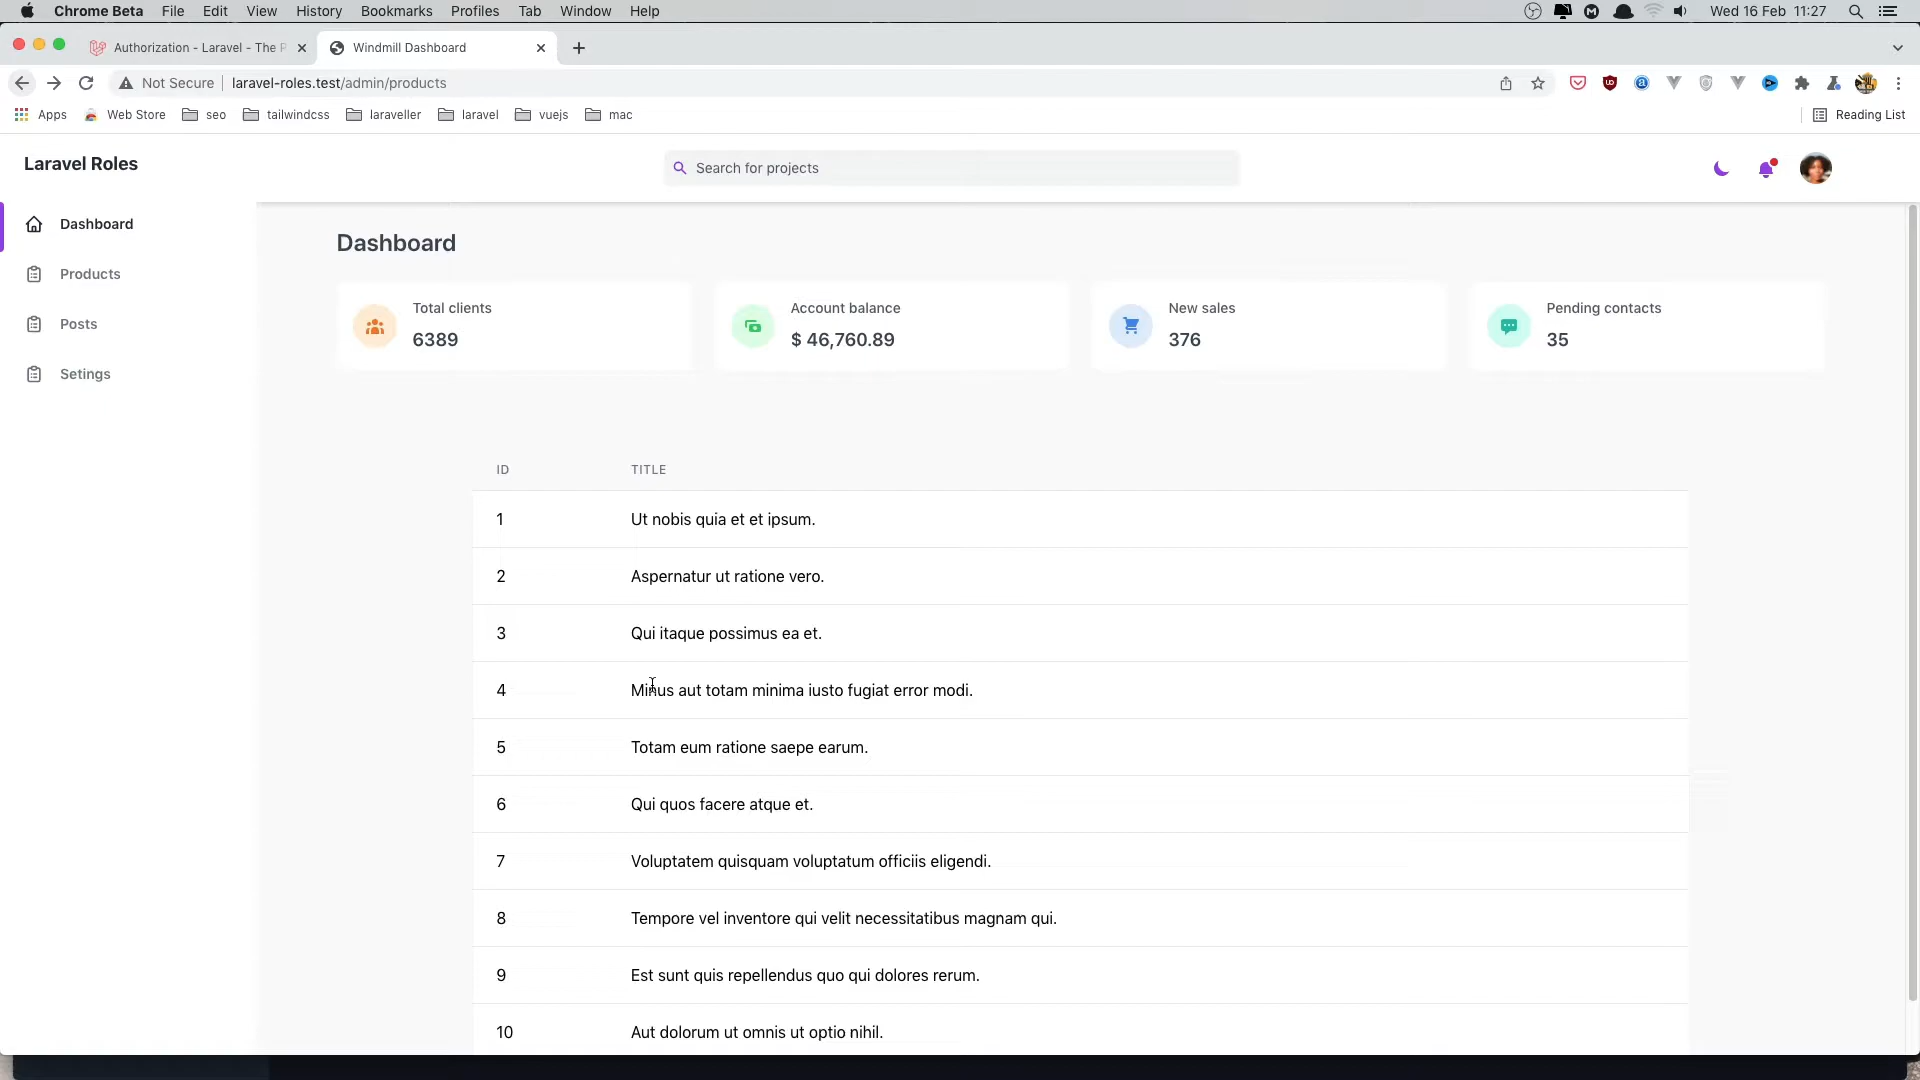 Chrome Beta File Edit View History Bookmarks Profiles Tab Window Help Wed 16 Feb 11:27
Authorization - Laravel - The P Windmill Dashboard
Not Secure laravel-roles.test/admin/products
Apps Web Store seo tailwindcss laraveller laravel vuejs mac Reading List
Laravel Roles
Search for projects
Dashboard
Products
Posts
Setings
Dashboard
Total clients
6389
Account balance
$ 46,760.89
New sales
376
Pending contacts
35
ID TITLE
1 Ut nobis quia et et ipsum.
2 Aspernatur ut ratione vero.
3 Qui itaque possimus ea et.
4 Minus aut totam minima iusto fugiat error modi.
5 Totam eum ratione saepe earum.
6 Qui quos facere atque et.
7 Voluptatem quisquam voluptatum officiis eligendi.
8 Tempore vel inventore qui velit necessitatibus magnam qui.
9 Est sunt quis repellendus quo qui dolores rerum.
10 Aut dolorum ut omnis ut optio nihil.